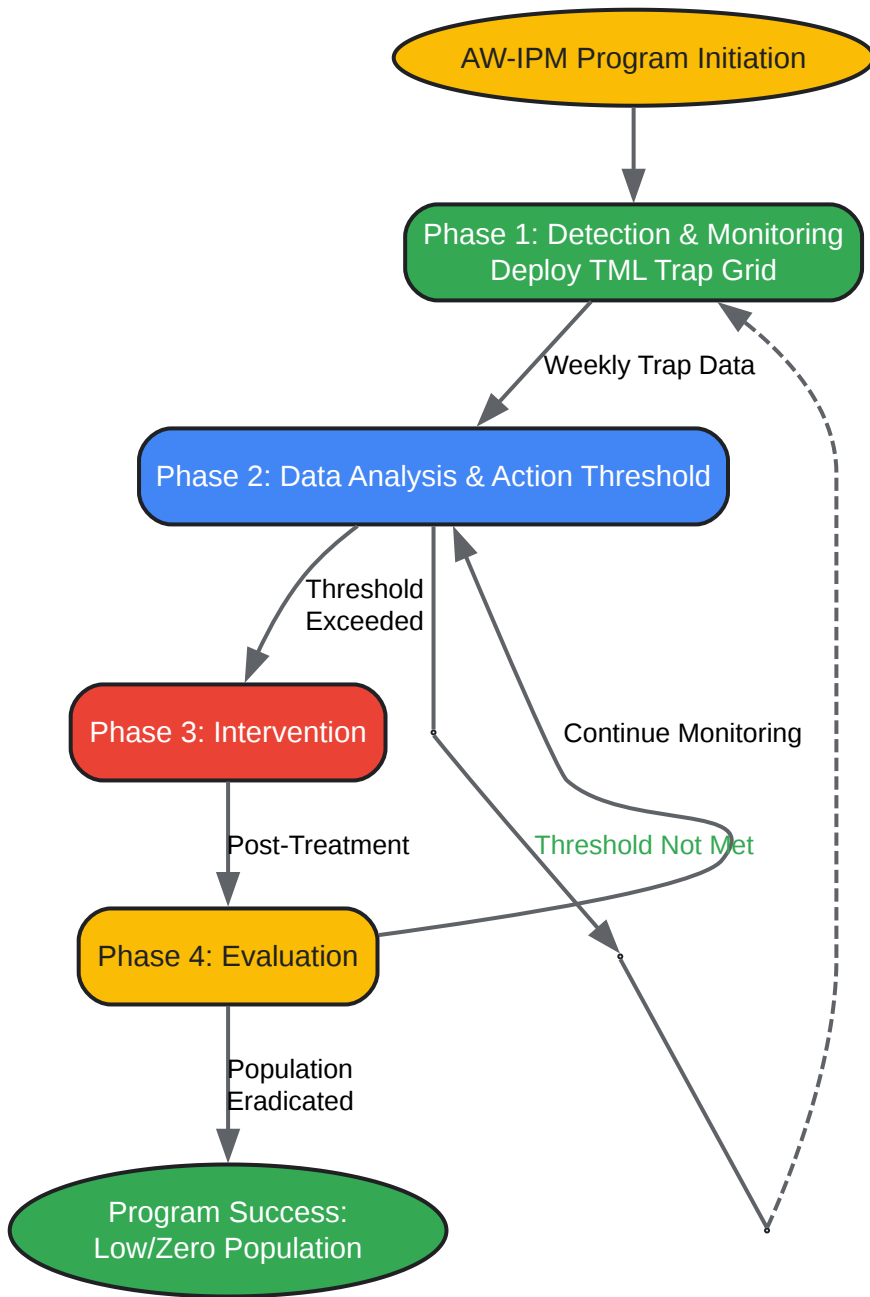 AW-IPM Program Initiation
Phase 1: Detection & Monitoring
Deploy TML Trap Grid
Weekly Trap Data
Phase 2: Data Analysis & Action Threshold
Threshold
Exceeded
Phase 3: Intervention
Continue Monitoring
Post-Treatment
Threshold Not Met
Phase 4: Evaluation
Population
Eradicated
Program Success:
Low/Zero Population